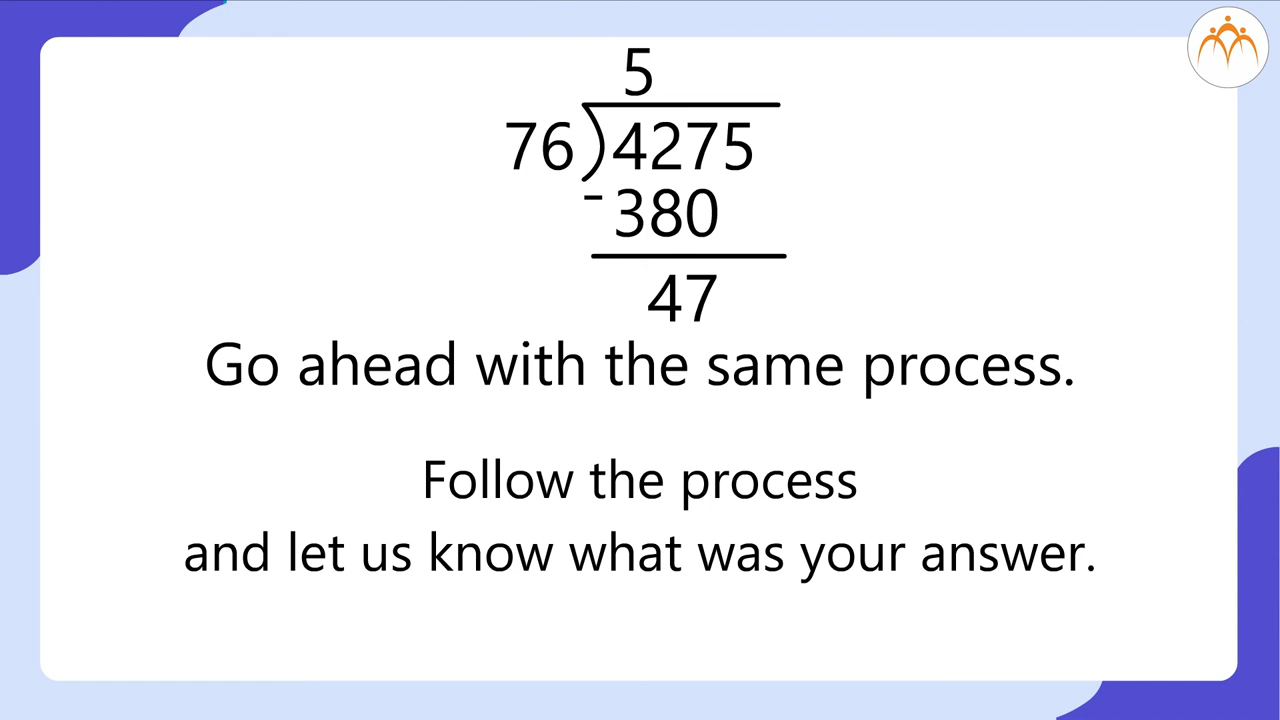 5
76)4275
-380
47
Go ahead with the same process.
Follow the process
and let us know what was your answer.